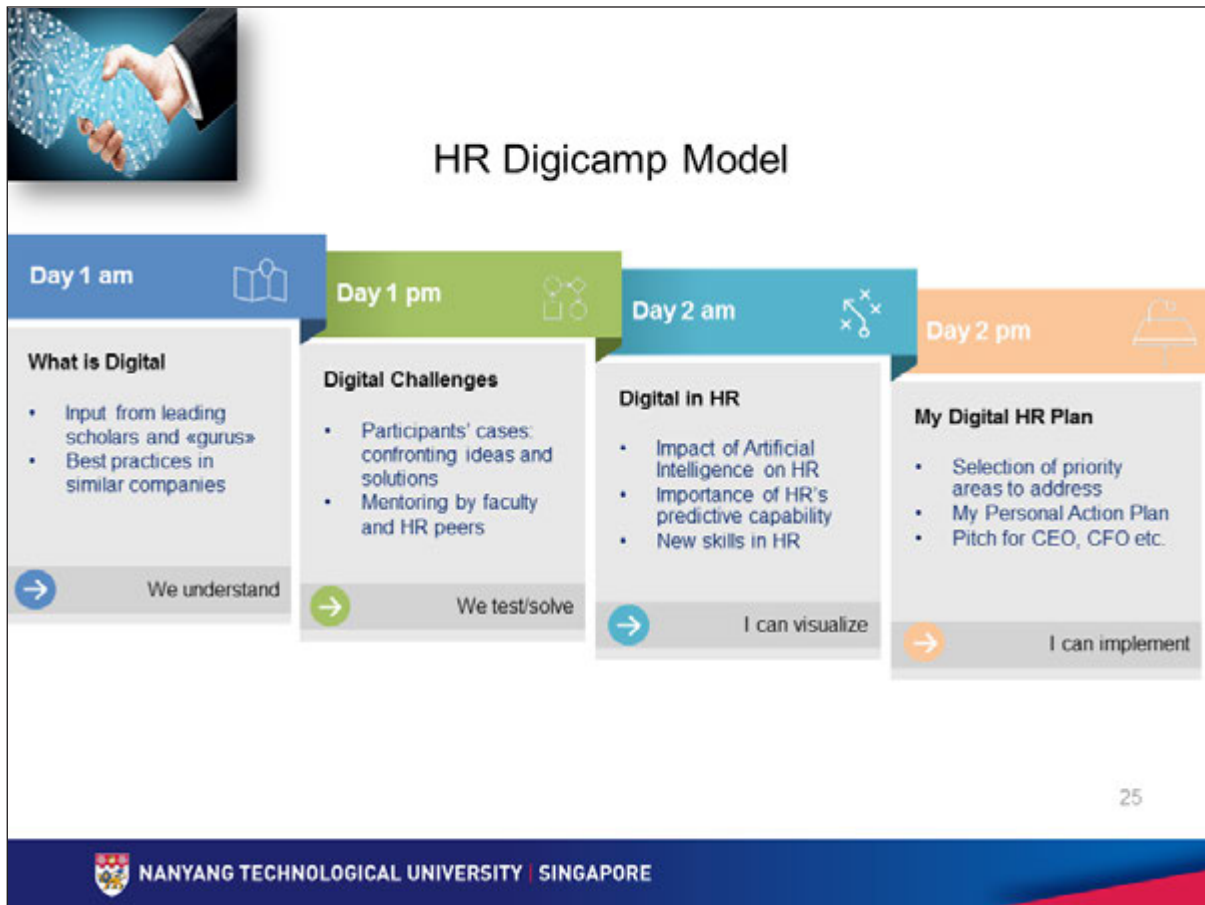 HR Digicamp Model
Day 1 am
What is Digital
• Input from leading
scholars and «gurus»
• Best practices in
similar companies
We understand
Day 1 pm
Digital Challenges
• Participants' cases:
confronting ideas and
solutions
• Mentoring by faculty
and HR peers
We test/solve
Day 2 am
Digital in HR
• Impact of Artificial
Intelligence on HR
• Importance of HR's
predictive capability
• New skills in HR
I can visualize
Day 2 pm
My Digital HR Plan
• Selection of priority
areas to address
• My Personal Action Plan
• Pitch for CEO, CFO etc.
I can implement
25
NANYANG TECHNOLOGICAL UNIVERSITY | SINGAPORE